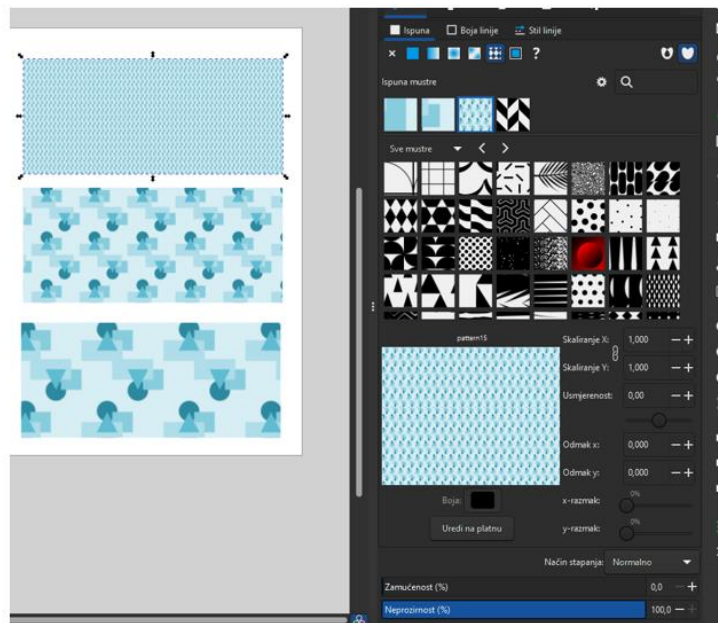 Ispuna Boja linije Stil linije
?
Ispuna mustre
Sve mustre
pattern15
Skaliranje X: 1,000 − +
Skaliranje Y: 1,000 − +
Usmjerenost: 0,00 − +
Odmak x: 0,000 − +
Odmak y: 0,000 − +
Boja: x-razmak: 0%
Uredi na platnu y-razmak: 0%
Način stapanja: Normalno
Zamućenost (%) 0,0 − +
Neprozirnost (%) 100,0 − +